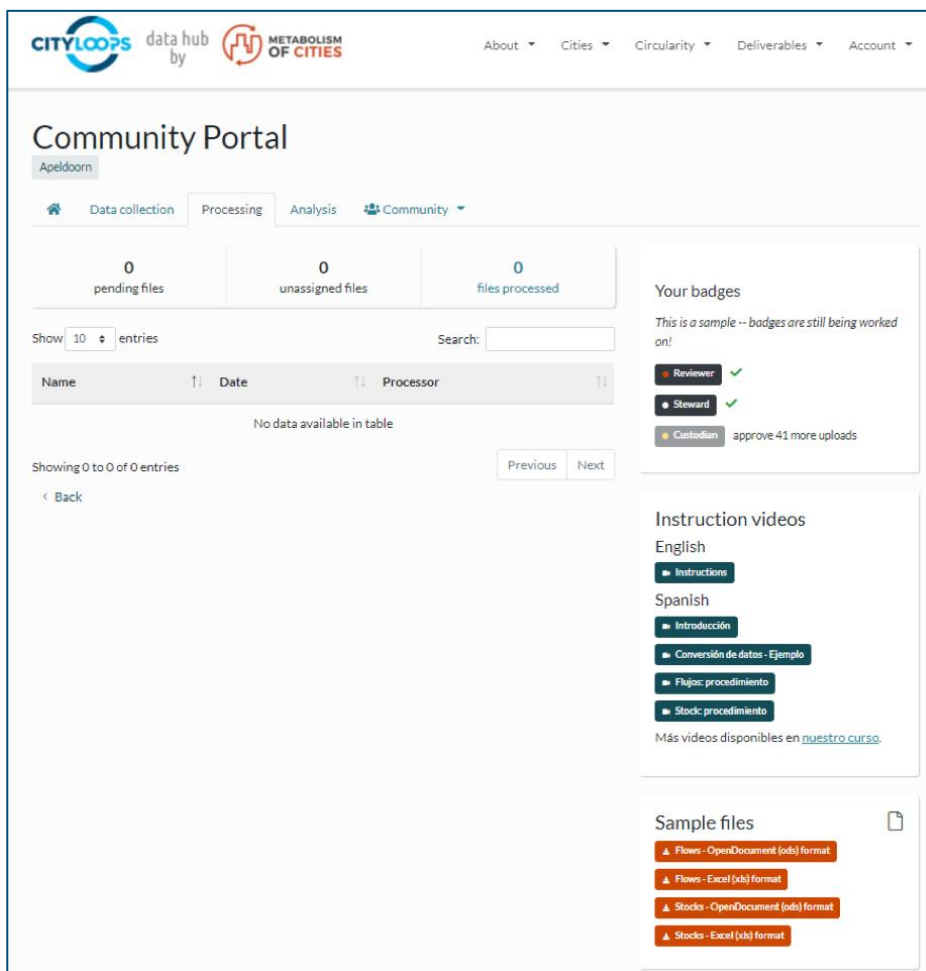 CITYLOOPS data hub by METABOLISM OF CITIES
About Cities Circularity Deliverables Account
Community Portal
Apeldoorn
Data collection Processing Analysis Community
0 0 0
pending files unassigned files files processed
Show 10 entries Search:
Name Date Processor
No data available in table
Showing 0 to 0 of 0 entries Previous Next
< Back
Your badges
This is a sample -- badges are still being worked
on!
Reviewer
Steward
Custodian approve 41 more uploads
Instruction videos
English
Instructions
Spanish
Introducción
Conversión de datos - Ejemplo
Flujos: procedimiento
Stock: procedimiento
Más videos disponibles en nuestro curso.
Sample files
Flows - OpenDocument (ods) format
Flows - Excel (xls) format
Stocks - OpenDocument (ods) format
Stocks - Excel (xls) format